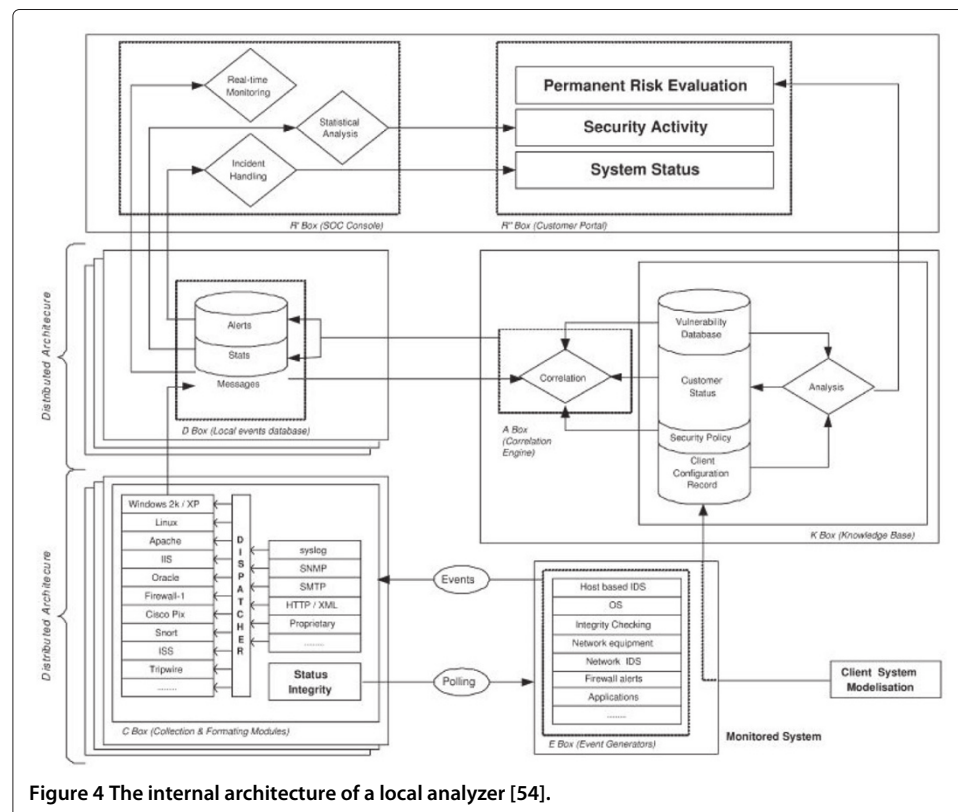 Real-time
Monitoring
Statistical
Analysis
Incident
Handling
R' Box (SOC Console)
Permanent Risk Evaluation
Security Activity
System Status
R'' Box (Customer Portal)
Distributed Architecure
Alerts
Stats
Messages
D Box (Local events database)
Correlation
A Box
(Correlation
Engine)
Vulnerability
Database
Customer
Status
Security Policy
Client
Configuration
Record
Analysis
K Box (Knowledge Base)
Distributed Architecure
Windows 2k / XP
Linux
Apache
IIS
Oracle
Firewall-1
Cisco Pix
Snort
ISS
Tripwire
........
DISPATCHER
syslog
SNMP
SMTP
HTTP / XML
Proprietary
........
Status
Integrity
C Box (Collection & Formating Modules)
Events
Polling
Host based IDS
OS
Integrity Checking
Network equipment
Network IDS
Firewall alerts
Applications
........
E Box (Event Generators)
Monitored System
Client System
Modelisation
Figure 4 The internal architecture of a local analyzer [54].